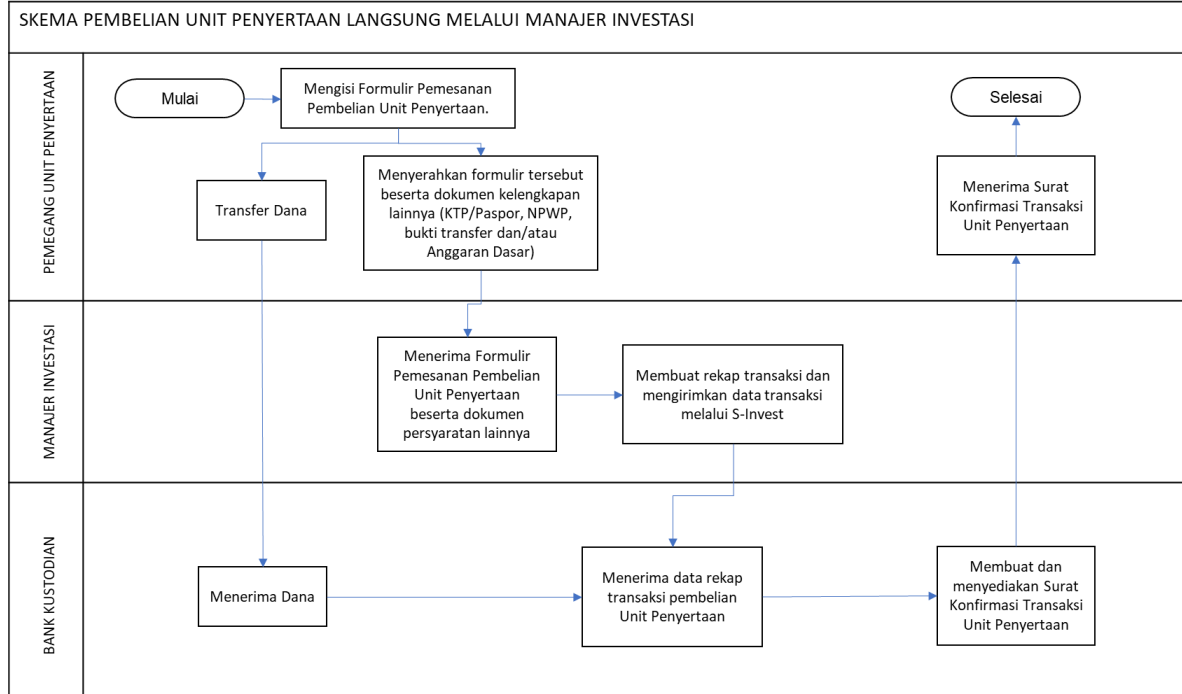 SKEMA PEMBELIAN UNIT PENYERTAAN LANGSUNG MELALUI MANAJER INVESTASI
PEMEGANG UNIT PENYERTAAN
Mulai
Mengisi Formulir Pemesanan
Pembelian Unit Penyertaan.
Selesai
Transfer Dana
Menyerahkan formulir tersebut
beserta dokumen kelengkapan
lainnya (KTP/Paspor, NPWP,
bukti transfer dan/atau
Anggaran Dasar)
Menerima Surat
Konfirmasi Transaksi
Unit Penyertaan
MANAJER INVESTASI
Menerima Formulir
Pemesanan Pembelian
Unit Penyertaan
beserta dokumen
persyaratan lainnya
Membuat rekap transaksi dan
mengirimkan data transaksi
melalui S-Invest
BANK KUSTODIAN
Menerima Dana
Menerima data rekap
transaksi pembelian
Unit Penyertaan
Membuat dan
menyediakan Surat
Konfirmasi Transaksi
Unit Penyertaan